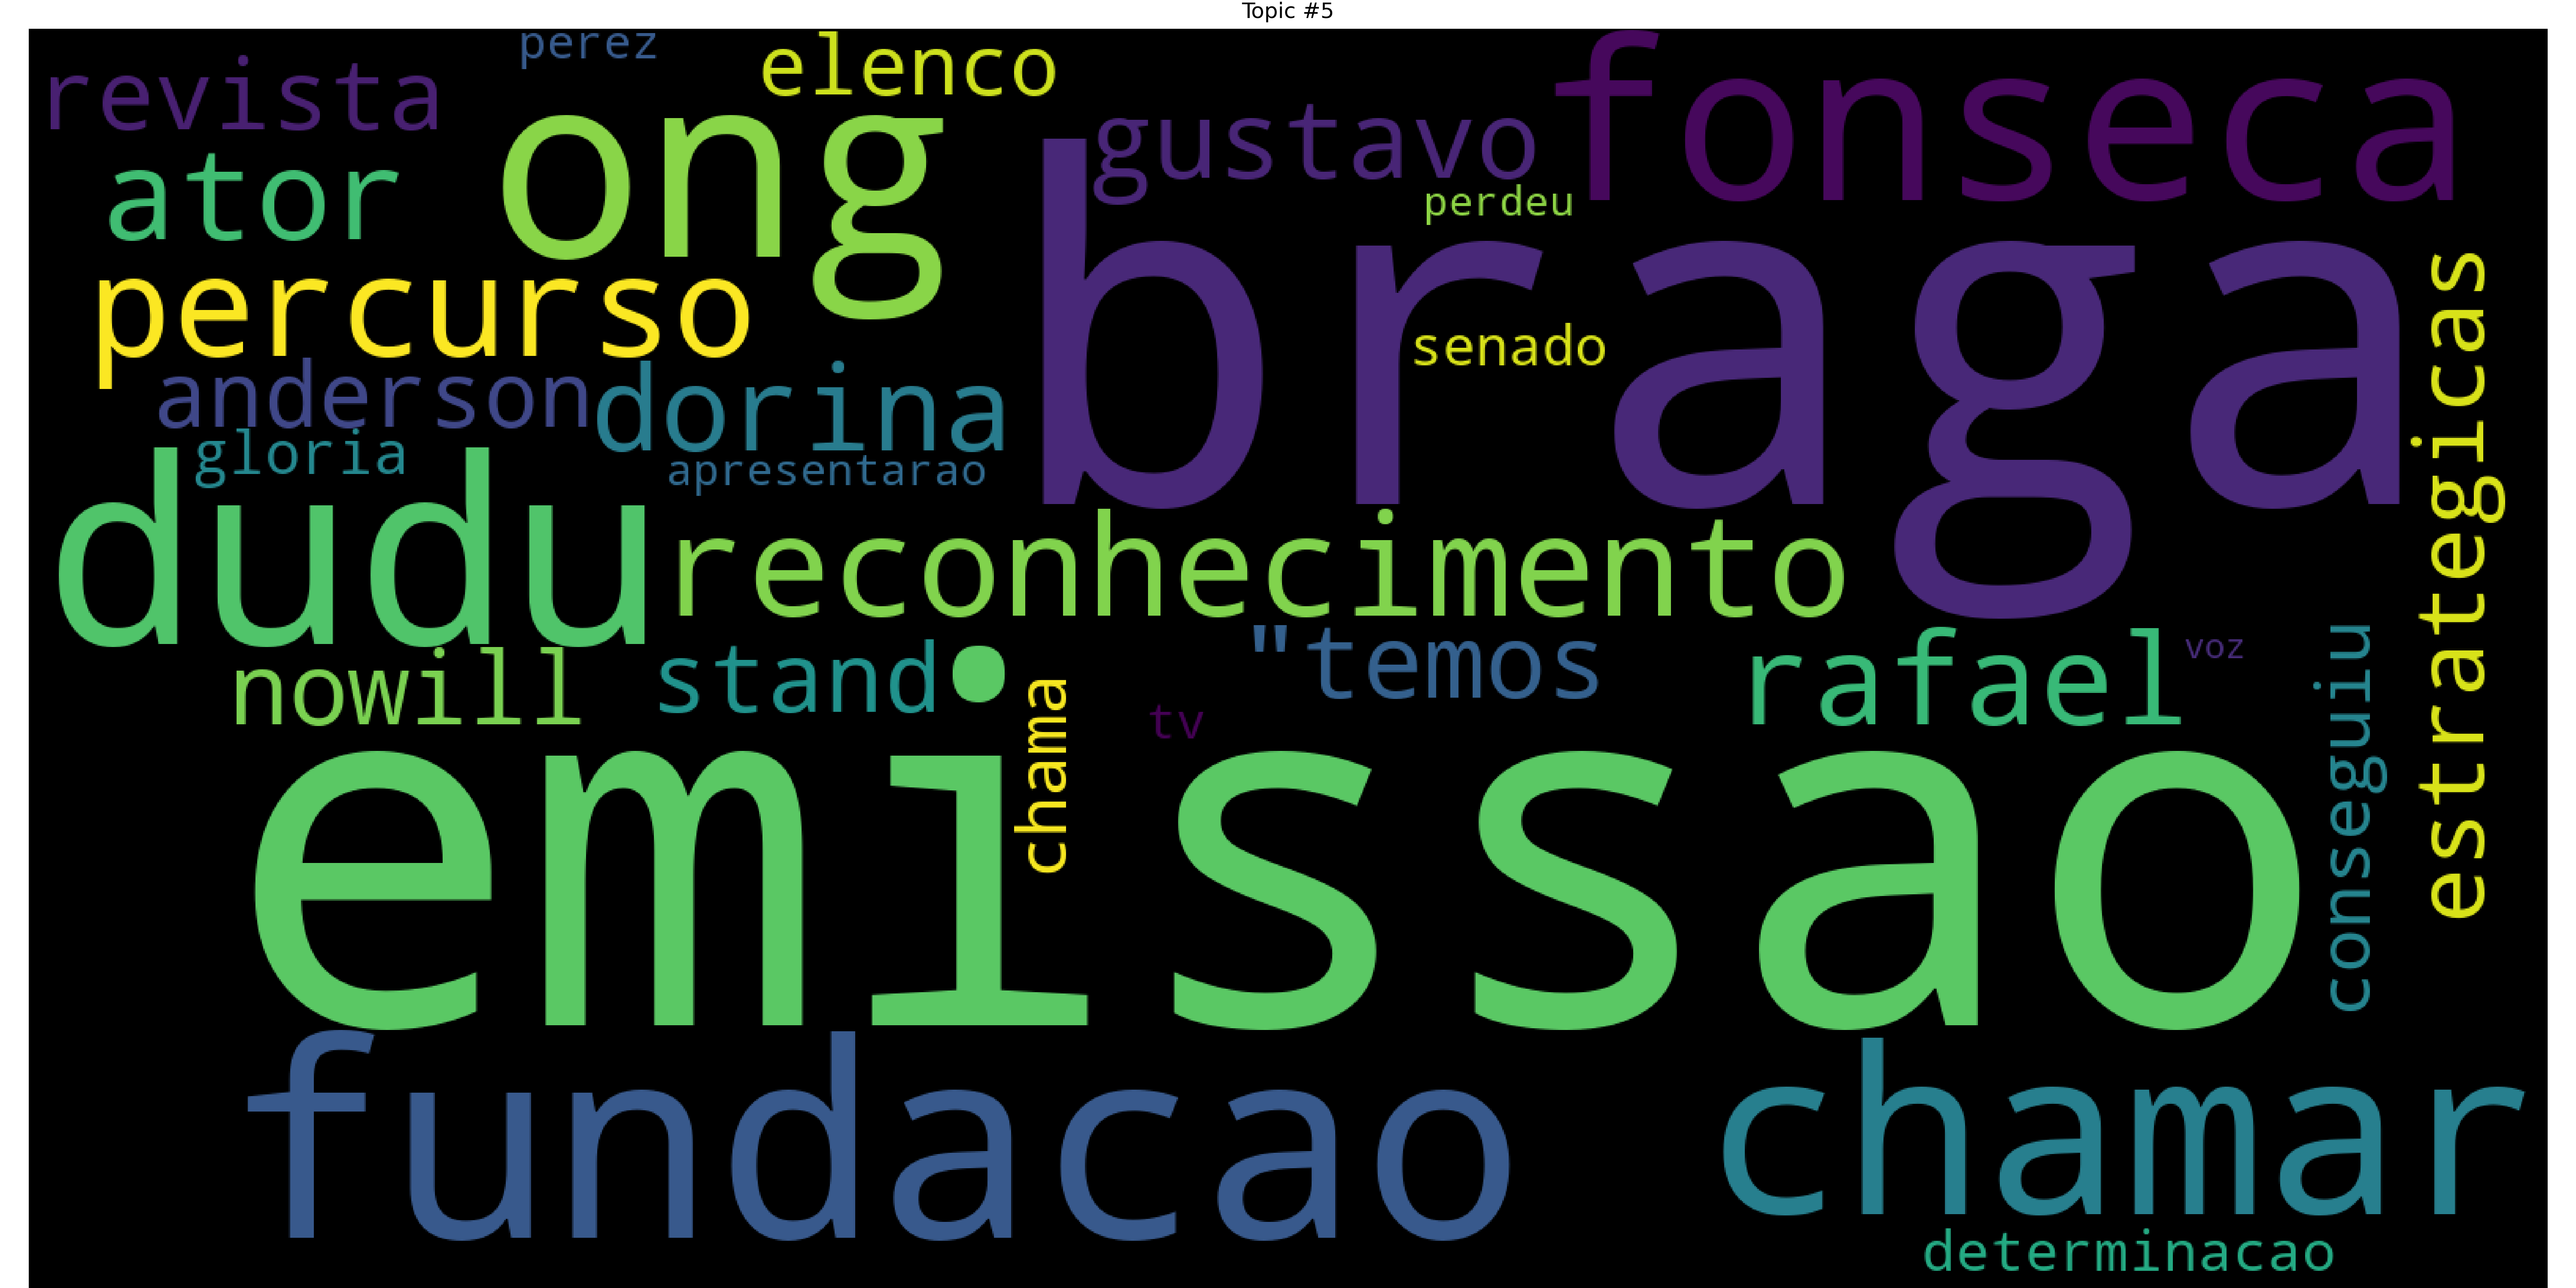 Topic #5
perez
elenco
revista
fonseca
ong
gustavo
ator
perdeu
braga
percurso
senado
anderson
dorina
gloria
apresentarao
estrategicas
dudu
reconhecimento
nowill
stand
"temos
rafael
voz
chama
tv
conseguiu
emissao
fundacao
chamar
determinacao